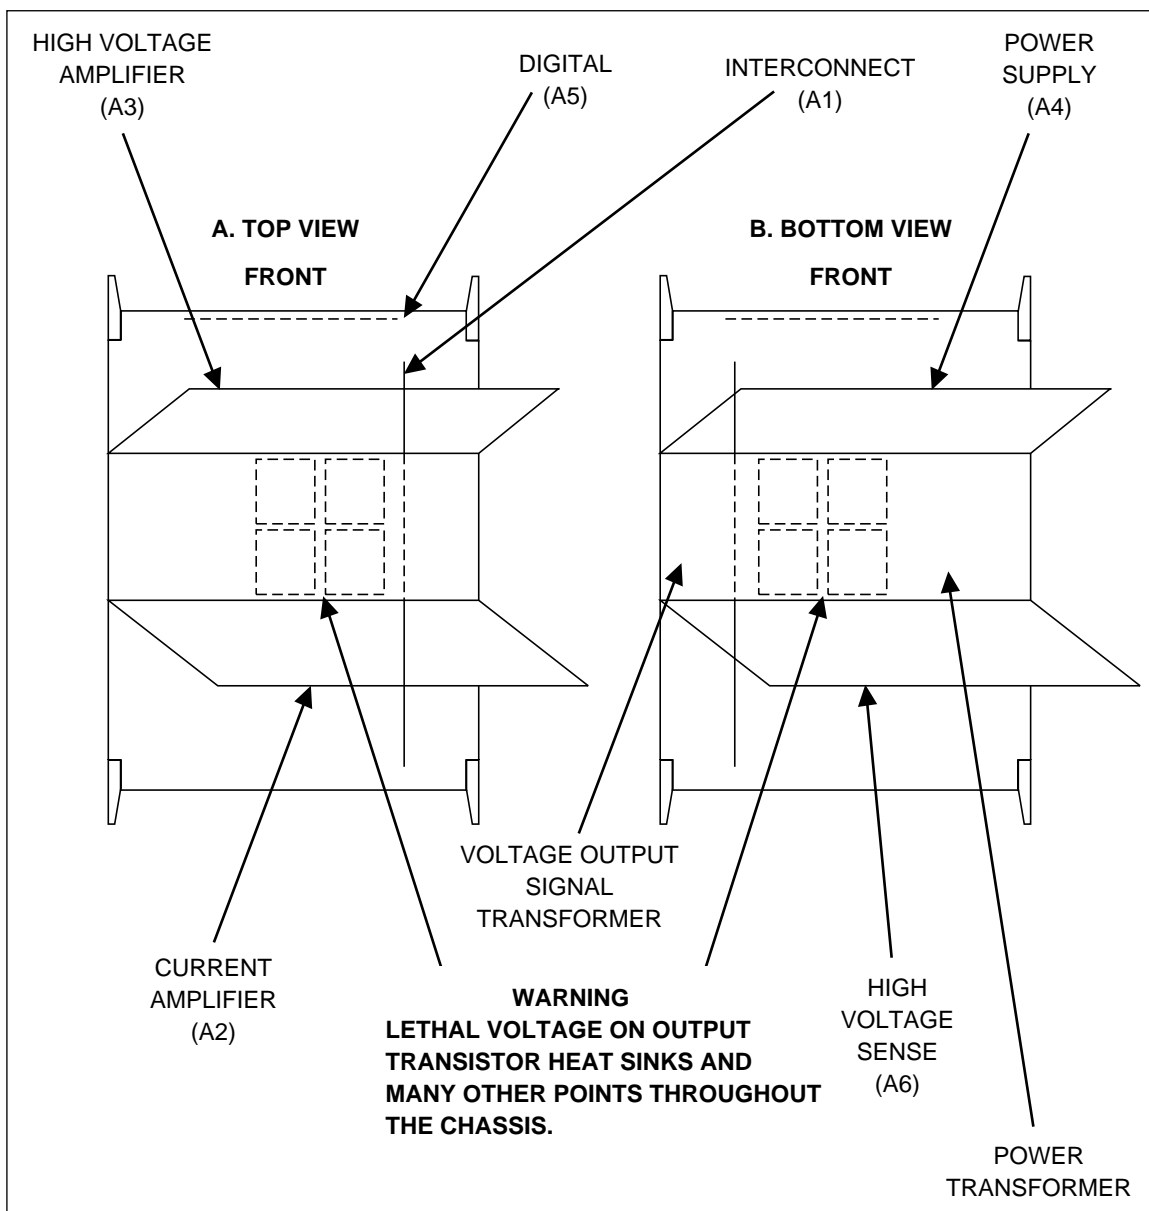 HIGH VOLTAGE
AMPLIFIER
(A3)
DIGITAL
(A5)
INTERCONNECT
(A1)
POWER
SUPPLY
(A4)
A. TOP VIEW
FRONT
B. BOTTOM VIEW
FRONT
VOLTAGE OUTPUT
SIGNAL
TRANSFORMER
CURRENT
AMPLIFIER
(A2)
WARNING
LETHAL VOLTAGE ON OUTPUT
TRANSISTOR HEAT SINKS AND
MANY OTHER POINTS THROUGHOUT
THE CHASSIS.
HIGH
VOLTAGE
SENSE
(A6)
POWER
TRANSFORMER